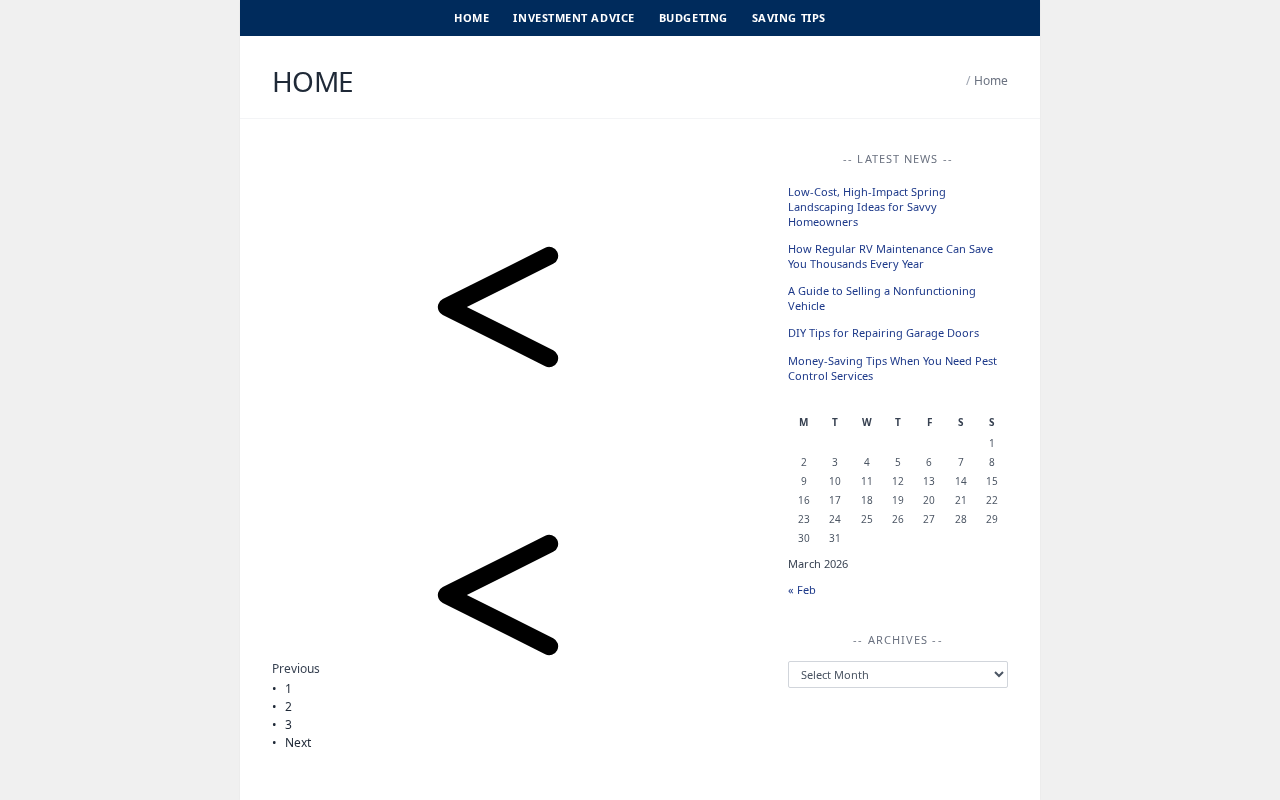 HOME INVESTMENT ADVICE BUDGETING SAVING TIPS
HOME
/ Home
Previous
• 1
• 2
• 3
• Next
-- LATEST NEWS --
Low-Cost, High-Impact Spring
Landscaping Ideas for Savvy
Homeowners
How Regular RV Maintenance Can Save
You Thousands Every Year
A Guide to Selling a Nonfunctioning
Vehicle
DIY Tips for Repairing Garage Doors
Money-Saving Tips When You Need Pest
Control Services
M T W T F S S
1
2 3 4 5 6 7 8
9 10 11 12 13 14 15
16 17 18 19 20 21 22
23 24 25 26 27 28 29
30 31
March 2026
« Feb
-- ARCHIVES --
Select Month